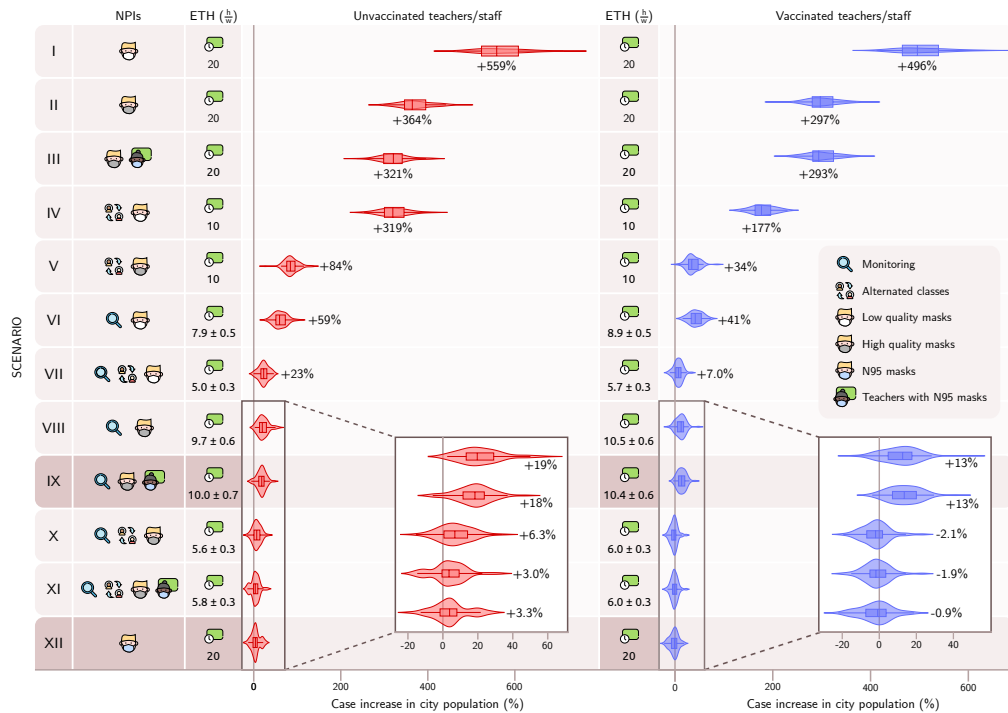 NPIs ETH (h/w) Unvaccinated teachers/staff ETH (h/w) Vaccinated teachers/staff
SCENARIO
I 20 +559% 20 +496%
II 20 +364% 20 +297%
III 20 +321% 20 +293%
IV 10 +319% 10 +177%
V 10 +84% 10 +34%
VI 7.9 ± 0.5 +59% 8.9 ± 0.5 +41%
VII 5.0 ± 0.3 +23% 5.7 ± 0.3 +7.0%
VIII 9.7 ± 0.6 10.5 ± 0.6
IX 10.0 ± 0.7 10.4 ± 0.6
X 5.6 ± 0.3 6.0 ± 0.3
XI 5.8 ± 0.3 6.0 ± 0.3
XII 20 20
+19%
+18%
+6.3%
+3.0%
+3.3%
-20 0 20 40 60
+13%
+13%
-2.1%
-1.9%
-0.9%
-20 0 20 40
Monitoring
Alternated classes
Low quality masks
High quality masks
N95 masks
Teachers with N95 masks
0 200 400 600
Case increase in city population (%)
0 200 400 600
Case increase in city population (%)